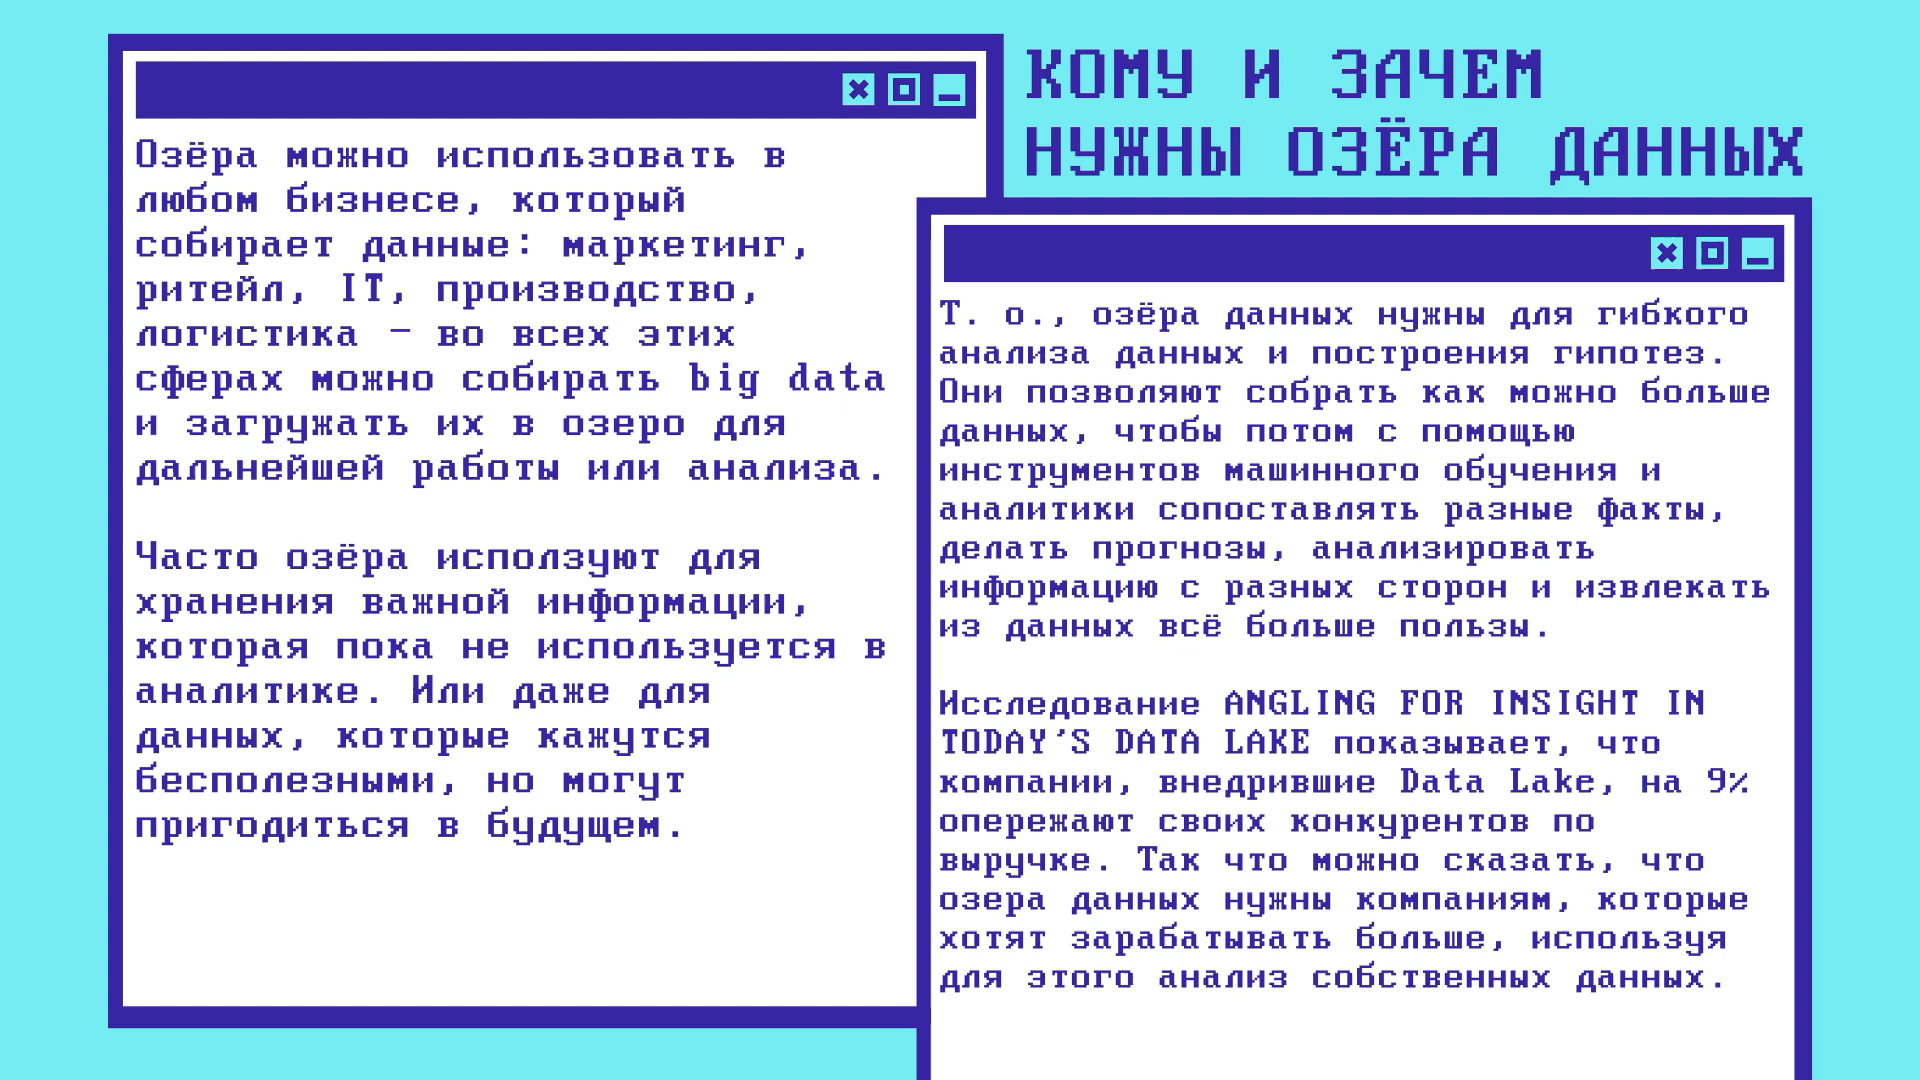 КОМУ И ЗАЧЕМ
НУЖНЫ ОЗЁРА ДАННЫХ
Озёра можно использовать в
любом бизнесе, который
собирает данные: маркетинг,
ритейл, IT, производство,
логистика – во всех этих
сферах можно собирать big data
и загружать их в озеро для
дальнейшей работы или анализа.
Часто озёра исползуют для
хранения важной информации,
которая пока не используется в
аналитике. Или даже для
данных, которые кажутся
бесполезными, но могут
пригодиться в будущем.
Т. о., озёра данных нужны для гибкого
анализа данных и построения гипотез.
Они позволяют собрать как можно больше
данных, чтобы потом с помощью
инструментов машинного обучения и
аналитики сопоставлять разные факты,
делать прогнозы, анализировать
информацию с разных сторон и извлекать
из данных всё больше пользы.
Исследование ANGLING FOR INSIGHT IN
TODAY'S DATA LAKE показывает, что
компании, внедрившие Data Lake, на 9%
опережают своих конкурентов по
выручке. Так что можно сказать, что
озера данных нужны компаниям, которые
хотят зарабатывать больше, используя
для этого анализ собственных данных.